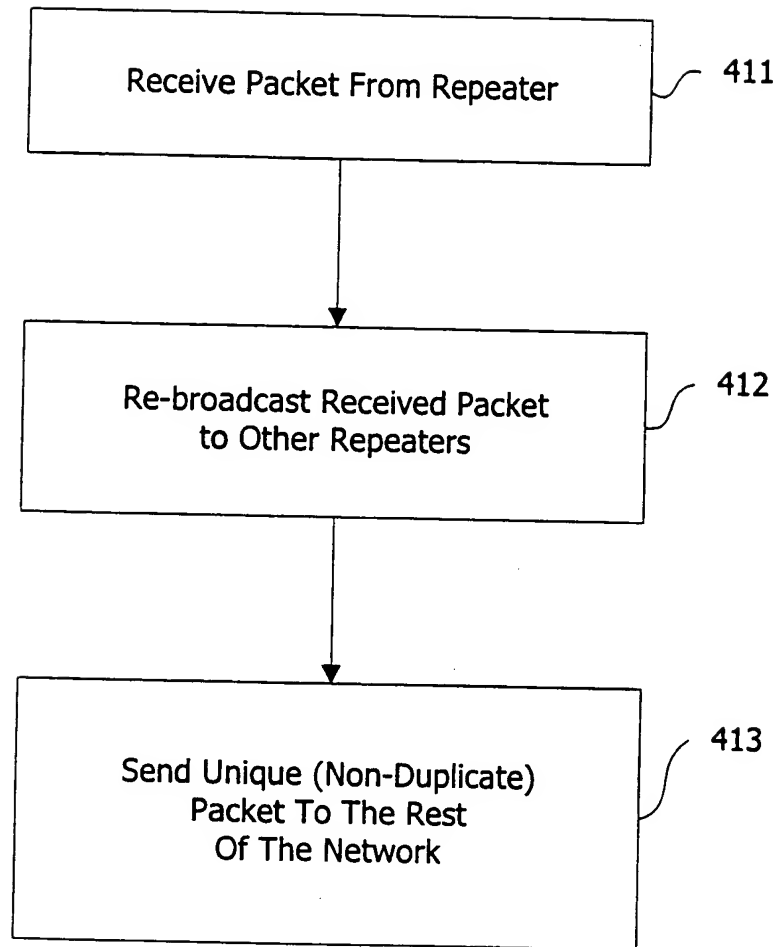 Receive Packet From Repeater
411
Re-broadcast Received Packet
to Other Repeaters
412
Send Unique (Non-Duplicate)
Packet To The Rest
Of The Network
413